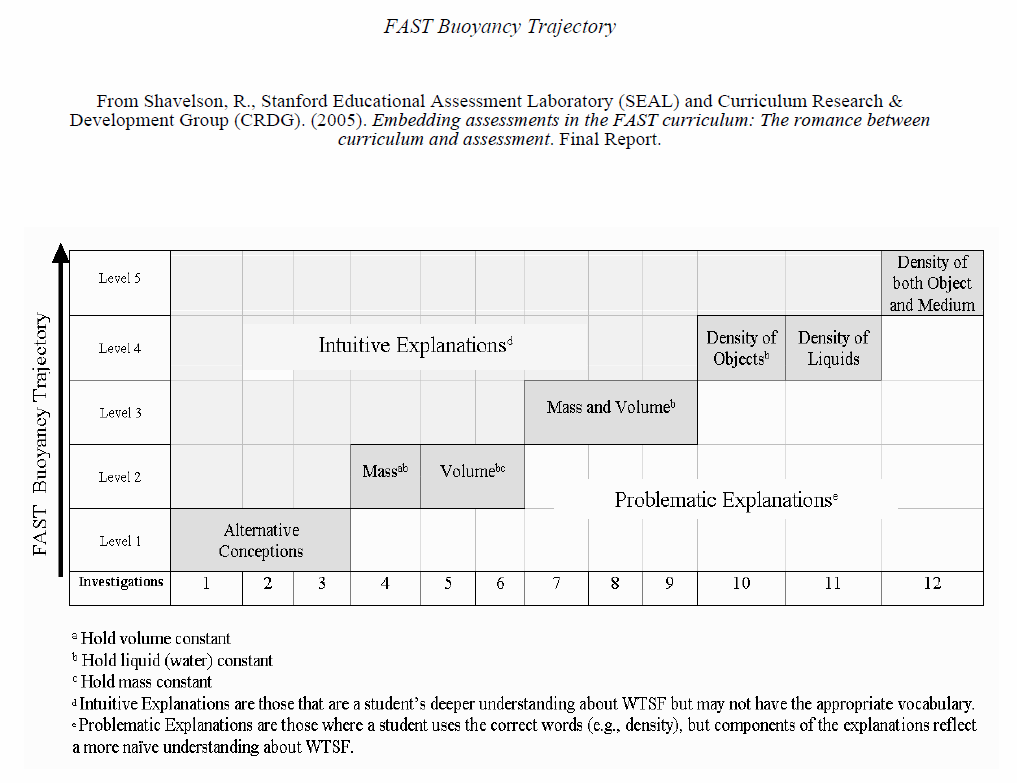 FAST Buoyancy Trajectory
From Shavelson, R., Stanford Educational Assessment Laboratory (SEAL) and Curriculum Research &
Development Group (CRDG). (2005). Embedding assessments in the FAST curriculum: The romance between
curriculum and assessment. Final Report.
FAST Buoyancy Trajectory
Level 5
Density of
both Object
and Medium
Level 4
Intuitive Explanationsᵈ
Density of
Objectsᵇ
Density of
Liquids
Level 3
Mass and Volumeᵇ
Level 2
Massᵃᵇ
Volumeᵇᶜ
Problematic Explanationsᵉ
Level 1
Alternative
Conceptions
Investigations 1 2 3 4 5 6 7 8 9 10 11 12
ᵃ Hold volume constant
ᵇ Hold liquid (water) constant
ᶜ Hold mass constant
ᵈ Intuitive Explanations are those that are a student's deeper understanding about WTSF but may not have the appropriate vocabulary.
ᵉ Problematic Explanations are those where a student uses the correct words (e.g., density), but components of the explanations reflect
a more naïve understanding about WTSF.